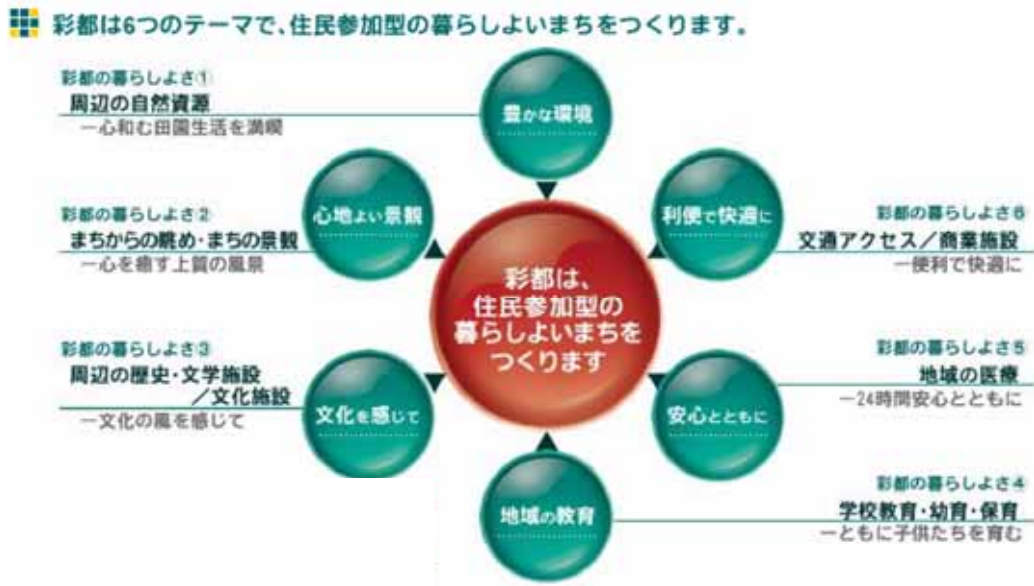 彩都は6つのテーマで、住民参加型の暮らしよいまちをつくります。
彩都の暮らしよさ①
周辺の自然資源
ー心和む田園生活を満喫
豊かな環境
心地よい景観
利便で快適に
彩都の暮らしよさ②
まちからの眺め・まちの景観
ー心を癒す上質の風景
彩都の暮らしよさ⑥
交通アクセス／商業施設
ー便利で快適に
彩都は、
住民参加型の
暮らしよいまちを
つくります
彩都の暮らしよさ③
周辺の歴史・文学施設
／文化施設
ー文化の風を感じて
文化を感じて
安心とともに
彩都の暮らしよさ⑤
地域の医療
ー24時間安心とともに
地域の教育
彩都の暮らしよさ④
学校教育・幼育・保育
ーともに子供たちを育む